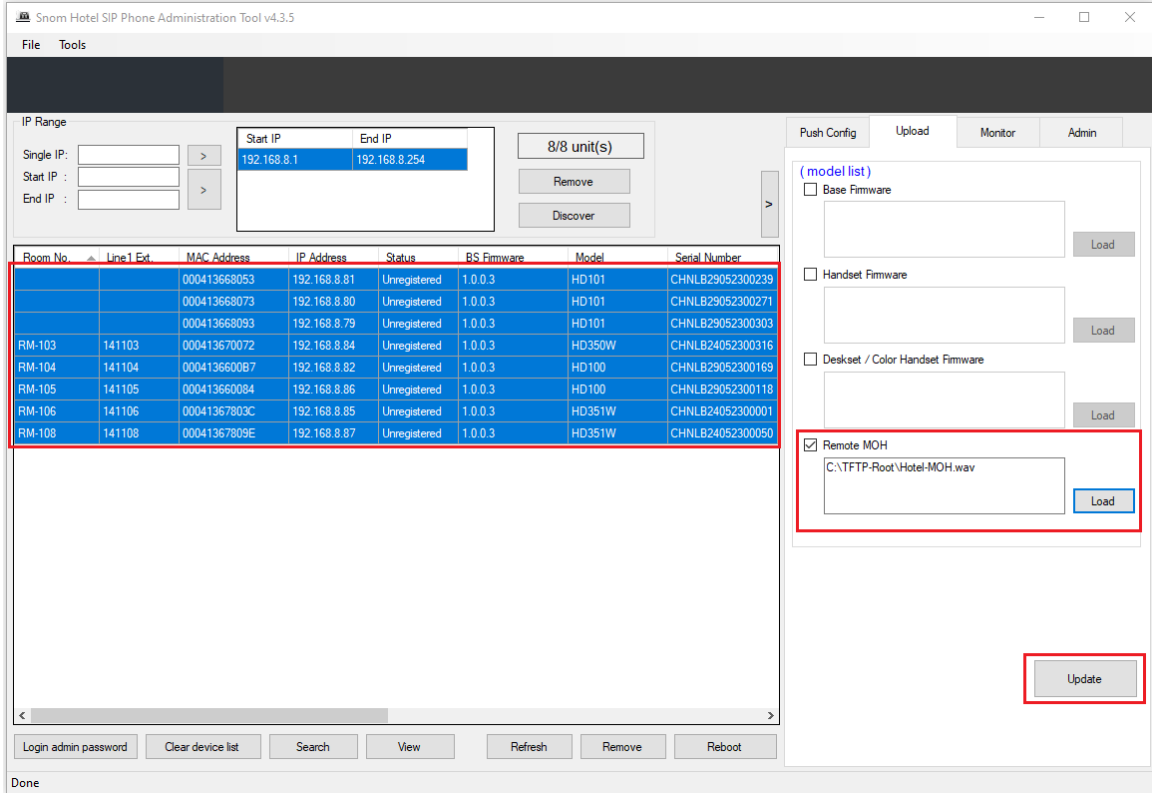 Snom Hotel SIP Phone Administration Tool v4.3.5
File Tools
IP Range
Single IP: >
Start IP : >
End IP :
Start IP End IP
192.168.8.1 192.168.8.254
8/8 unit(s)
Remove
Discover
>
Room No. Line1 Ext. MAC Address IP Address Status BS Firmware Model Serial Number
000413668053 192.168.8.81 Unregistered 1.0.0.3 HD101 CHNLB29052300239
000413668073 192.168.8.80 Unregistered 1.0.0.3 HD101 CHNLB29052300271
000413668093 192.168.8.79 Unregistered 1.0.0.3 HD101 CHNLB29052300303
RM-103 141103 000413670072 192.168.8.84 Unregistered 1.0.0.3 HD350W CHNLB24052300316
RM-104 141104 0004136600B7 192.168.8.82 Unregistered 1.0.0.3 HD100 CHNLB29052300169
RM-105 141105 000413660084 192.168.8.86 Unregistered 1.0.0.3 HD100 CHNLB29052300118
RM-106 141106 00041367803C 192.168.8.85 Unregistered 1.0.0.3 HD351W CHNLB24052300001
RM-108 141108 00041367809E 192.168.8.87 Unregistered 1.0.0.3 HD351W CHNLB24052300050
Login admin password Clear device list Search View Refresh Remove Reboot
Done
Push Config Upload Monitor Admin
( model list )
Base Firmware
Load
Handset Firmware
Load
Deskset / Color Handset Firmware
Load
Remote MOH
C:\TFTP-Root\Hotel-MOH.wav
Load
Update